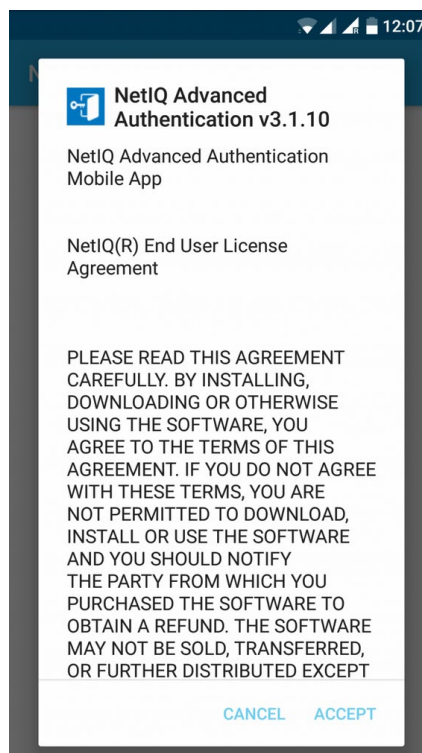 12:07
N
NetIQ Advanced
Authentication v3.1.10
NetIQ Advanced Authentication
Mobile App
NetIQ(R) End User License
Agreement
PLEASE READ THIS AGREEMENT
CAREFULLY. BY INSTALLING,
DOWNLOADING OR OTHERWISE
USING THE SOFTWARE, YOU
AGREE TO THE TERMS OF THIS
AGREEMENT. IF YOU DO NOT AGREE
WITH THESE TERMS, YOU ARE
NOT PERMITTED TO DOWNLOAD,
INSTALL OR USE THE SOFTWARE
AND YOU SHOULD NOTIFY
THE PARTY FROM WHICH YOU
PURCHASED THE SOFTWARE TO
OBTAIN A REFUND. THE SOFTWARE
MAY NOT BE SOLD, TRANSFERRED,
OR FURTHER DISTRIBUTED EXCEPT
CANCEL ACCEPT